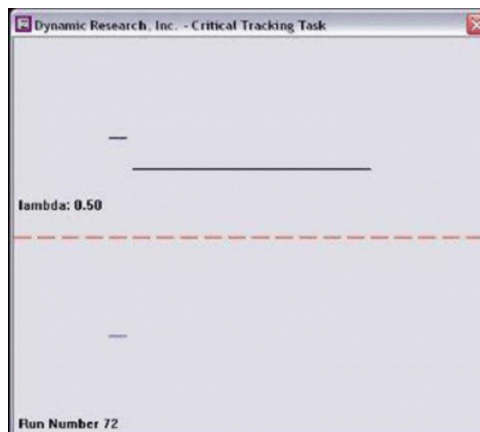 Dynamic Research, Inc. - Critical Tracking Task
lambda: 0.50
Run Number 72